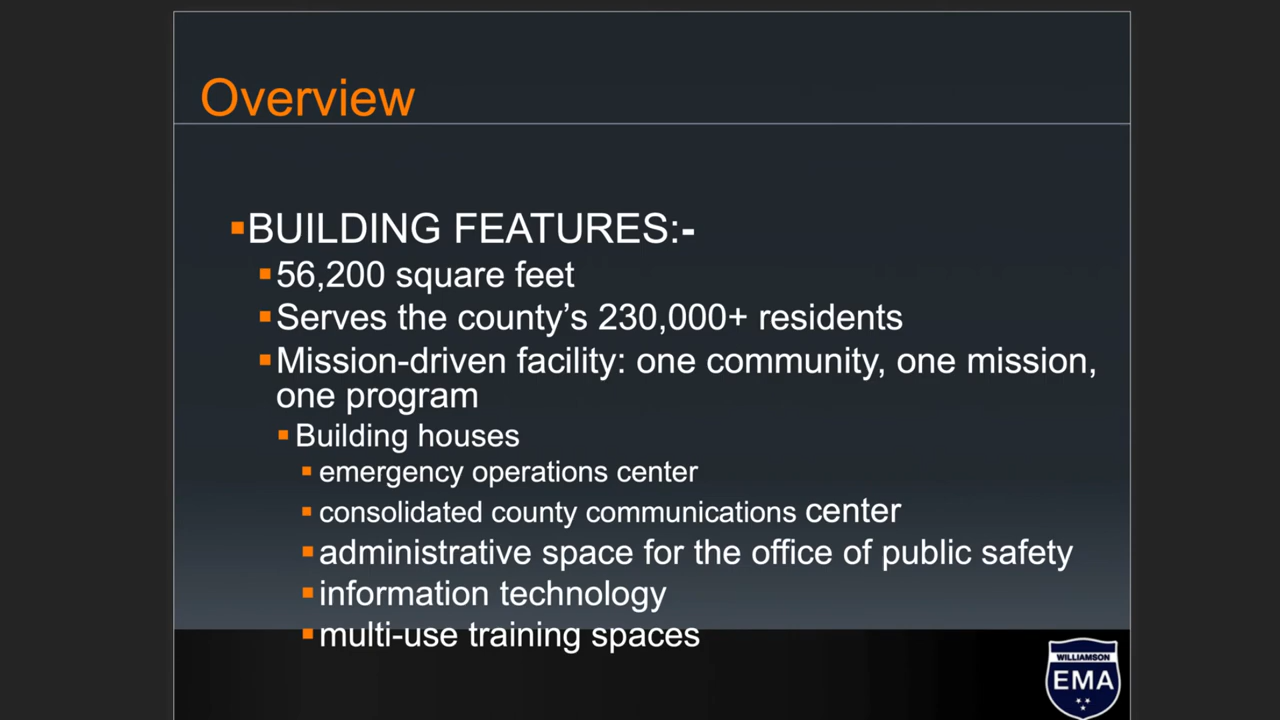 Overview
BUILDING FEATURES:-
56,200 square feet
Serves the county’s 230,000+ residents
Mission-driven facility: one community, one mission,
one program
Building houses
emergency operations center
consolidated county communications center
administrative space for the office of public safety
information technology
multi-use training spaces
WILLIAMSON
EMA